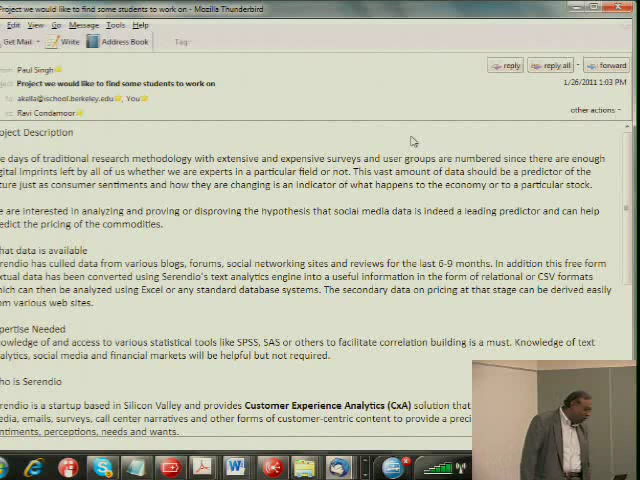 Project we would like to find some students to work on - Mozilla Thunderbird
Edit View Go Message Tools Help
Get Mail Write Address Book Tag
Paul Singh reply reply all forward
Project we would like to find some students to work on 1/26/2011 1:03 PM
akella@ischool.berkeley.edu, You
Ravi Condamoor other actions
oject Description
e days of traditional research methodology with extensive and expensive surveys and user groups are numbered since there are enough
gital Imprints left by all of us whether we are experts in a particular field or not. This vast amount of data should be a predictor of the
ture just as consumer sentiments and how they are changing is an indicator of what happens to the economy or to a particular stock.
e are interested in analyzing and proving or disproving the hypothesis that social media data is indeed a leading predictor and can help
edict the pricing of the commodities.
hat data is available
erendio has culled data from various blogs, forums, social networking sites and reviews for the last 6-9 months. In addition this free form
xtual data has been converted using Serendio's text analytics engine into a useful information in the form of relational or CSV formats
hich can then be analyzed using Excel or any standard database systems. The secondary data on pricing at that stage can be derived easily
om various web sites.
pertise Needed
owledge of and access to various statistical tools like SPSS, SAS or others to facilitate correlation building is a must. Knowledge of text
alytics, social media and financial markets will be helpful but not required.
ho is Serendio
erendio is a startup based in Silicon Valley and provides Customer Experience Analytics (CxA) solution that
edia, emails, surveys, call center narratives and other forms of customer-centric content to provide a preci
ntiments, perceptions, needs and wants.